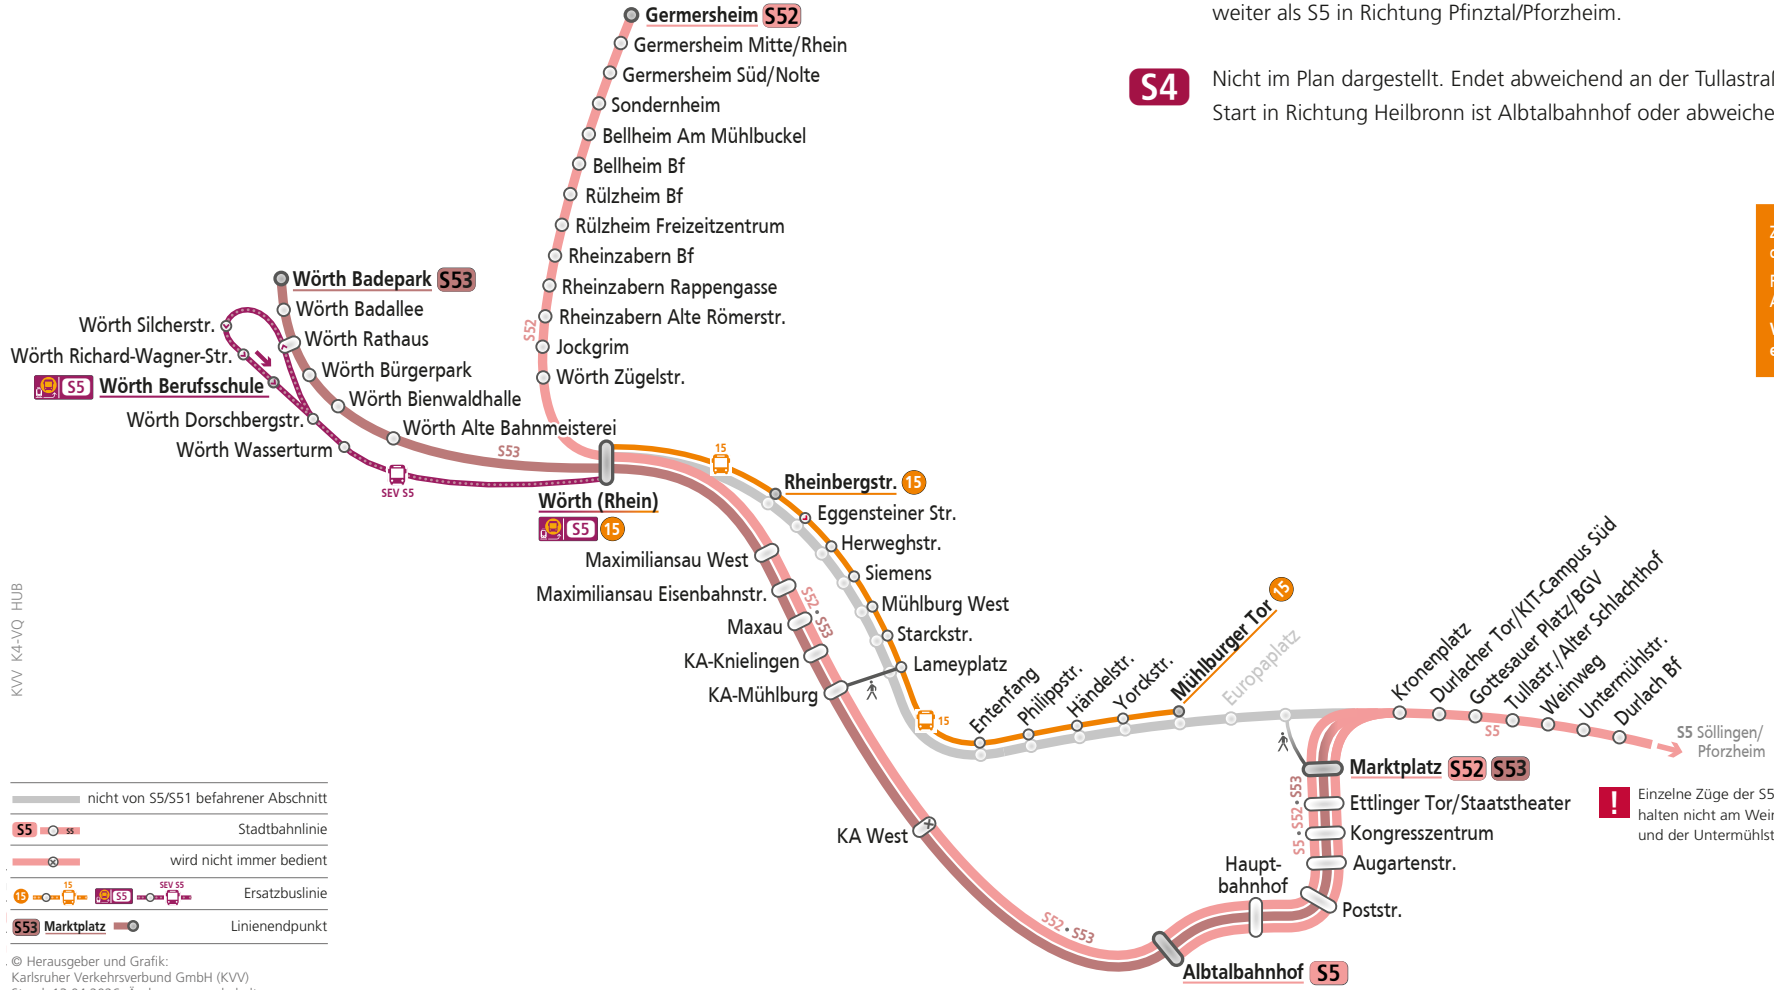 weiter als S5 in Richtung Pfinztal/Pforzheim.
S4
Nicht im Plan dargestellt. Endet abweichend an der
Start in Richtung Heilbronn ist Albtalbahnhof oder
Germersheim S52
Germersheim Mitte/Rhein
Germersheim Süd/Nolte
Sondernheim
Bellheim Am Mühlbuckel
Bellheim Bf
Rülzheim Bf
Rülzheim Freizeitzentrum
Rheinzabern Bf
Rheinzabern Rappengasse
Rheinzabern Alte Römerstr.
Jockgrim
Wörth Zügelstr.
S52
Wörth Badepark S53
Wörth Badallee
Wörth Rathaus
Wörth Bürgerpark
Wörth Bienwaldhalle
Wörth Alte Bahnmeisterei
S53
Wörth Silcherstr.
Wörth Richard-Wagner-Str.
S5 Wörth Berufsschule
Wörth Dorschbergstr.
Wörth Wasserturm
SEV S5
Wörth (Rhein)
S5 15
15
Rheinbergstr. 15
Eggensteiner Str.
Herweghstr.
Siemens
Mühlburg West
Starckstr.
Lameyplatz
Maximiliansau West
Maximiliansau Eisenbahnstr.
Maxau
KA-Knielingen
KA-Mühlburg
S52 • S53
15
Entenfang
Philippstr.
Händelstr.
Yorckstr.
Mühlburger Tor 15
Europaplatz
Kronenplatz
Durlacher Tor/KIT-Campus Süd
Gottesauer Platz/BGV
Tullastr./Alter Schlachthof
Weinweg
Untermühlstr.
Durlach Bf
S5
S5 Söllingen/
Pforzheim
Marktplatz S52 S53
Ettlinger Tor/Staatstheater
Kongresszentrum
Augartenstr.
Poststr.
S5 • S52 • S53
Haupt-
bahnhof
KA West
S52 • S53
Albtalbahnhof S5
! Einzelne Züge der S5
halten nicht am
und der
KVV K4-VQ HUB
nicht von S5/S51 befahrener Abschnitt
S5 S5 Stadtbahnlinie
wird nicht immer bedient
15 15 S5 SEV S5 Ersatzbuslinie
S53 Marktplatz Linienendpunkt
© Herausgeber und Grafik:
Karlsruher Verkehrsverbund GmbH (KVV)